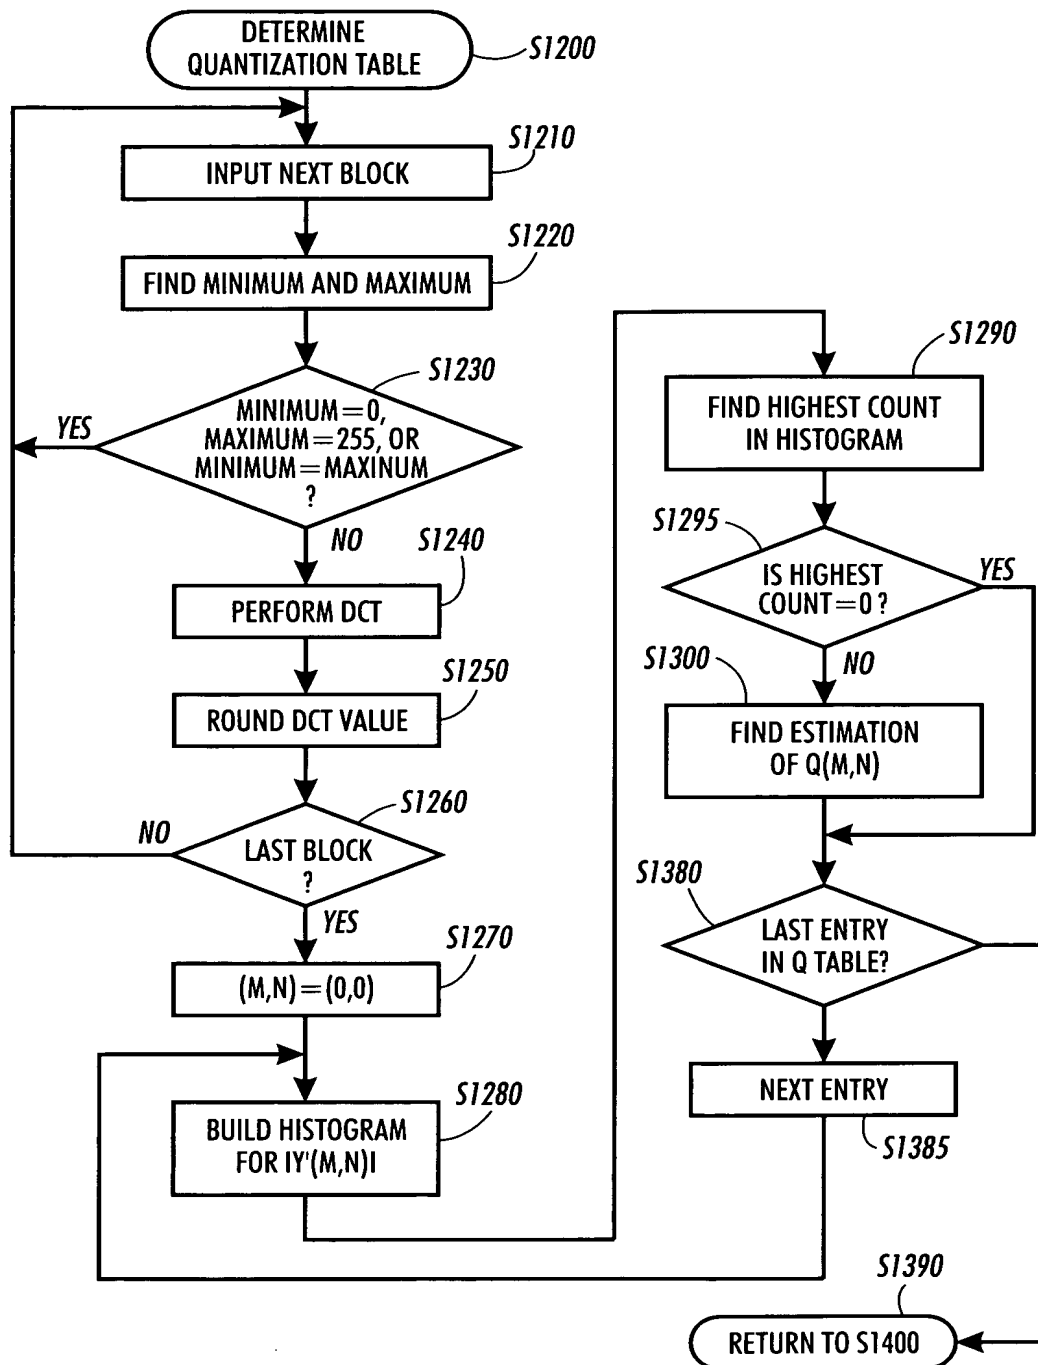 DETERMINE
QUANTIZATION TABLE
S1200
S1210
INPUT NEXT BLOCK
S1220
FIND MINIMUM AND MAXIMUM
S1230
YES
MINIMUM=0,
MAXIMUM=255, OR
MINIMUM=MAXINUM
?
NO
S1240
PERFORM DCT
S1250
ROUND DCT VALUE
S1260
NO
LAST BLOCK
?
YES
S1270
(M,N)=(0,0)
S1280
BUILD HISTOGRAM
FOR IY'(M,N)I
S1290
FIND HIGHEST COUNT
IN HISTOGRAM
S1295
IS HIGHEST
COUNT=0?
YES
NO
S1300
FIND ESTIMATION
OF Q(M,N)
S1380
LAST ENTRY
IN Q TABLE?
NEXT ENTRY
S1385
S1390
RETURN TO S1400